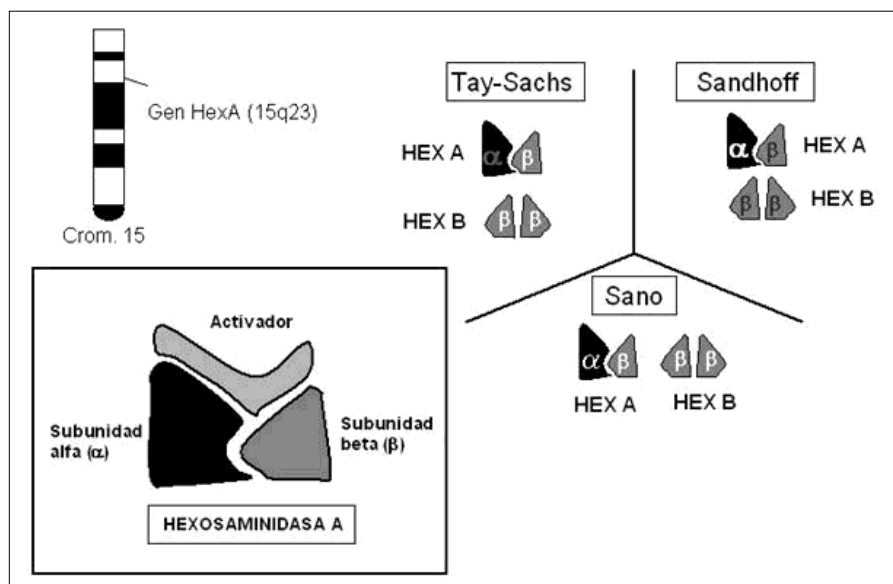 Gen HexA (15q23)
Crom. 15
Tay-Sachs
HEX A
α β
HEX B
β β
Sandhoff
α β
HEX A
β β
HEX B
Sano
α β
β β
HEX A
HEX B
Activador
Subunidad
alfa (α)
Subunidad
beta (β)
HEXOSAMINIDASA A